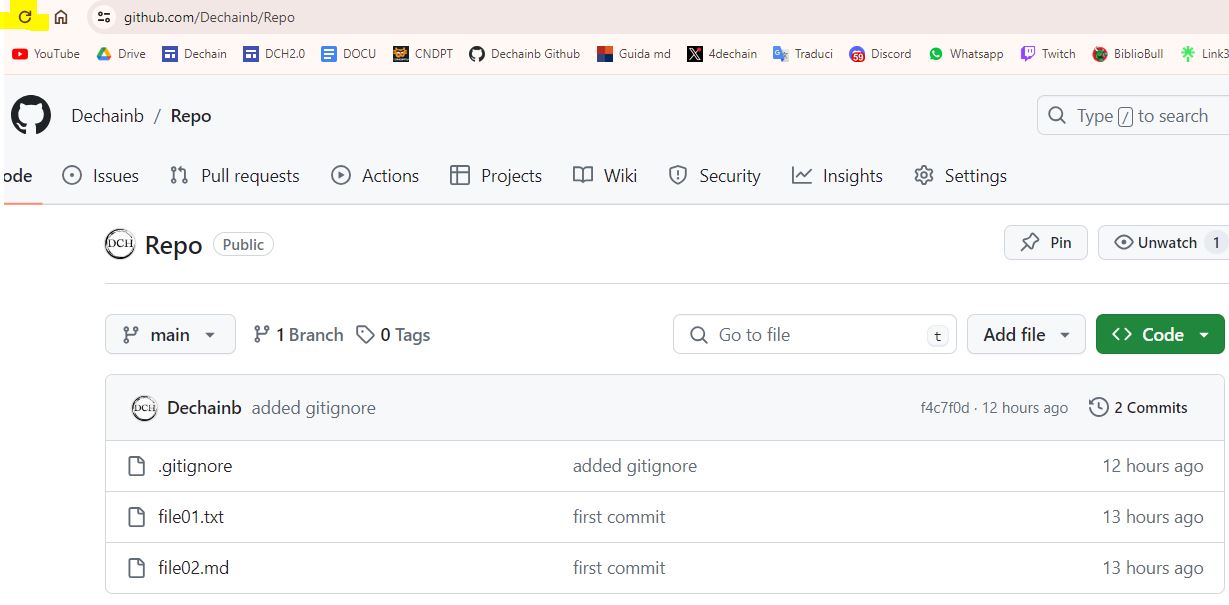 github.com/Dechainb/Repo
YouTube Drive Dechain DCH2.0 DOCU CNDPT Dechainb Github Guida md 4dechain Traduci 59 Discord Whatsapp Twitch BiblioBull Link3
Dechainb / Repo Type / to search
ode Issues Pull requests Actions Projects Wiki Security Insights Settings
DCH Repo Public Pin Unwatch 1
main 1 Branch 0 Tags Go to file t Add file <> Code
DCH Dechainb added gitignore f4c7f0d · 12 hours ago 2 Commits
.gitignore added gitignore 12 hours ago
file01.txt first commit 13 hours ago
file02.md first commit 13 hours ago